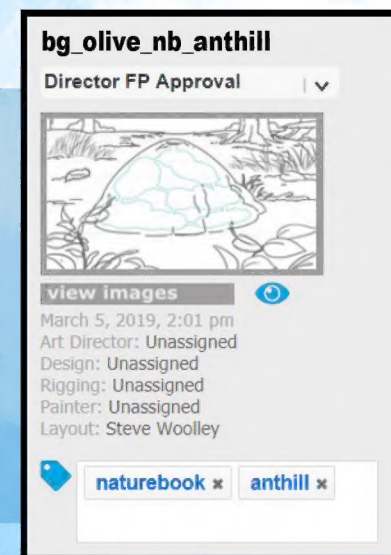 bg_olive_nb_anthill
Director FP Approval
view images
March 5, 2019, 2:01 pm
Art Director: Unassigned
Design: Unassigned
Rigging: Unassigned
Painter: Unassigned
Layout: Steve Woolley
naturebook × anthill ×